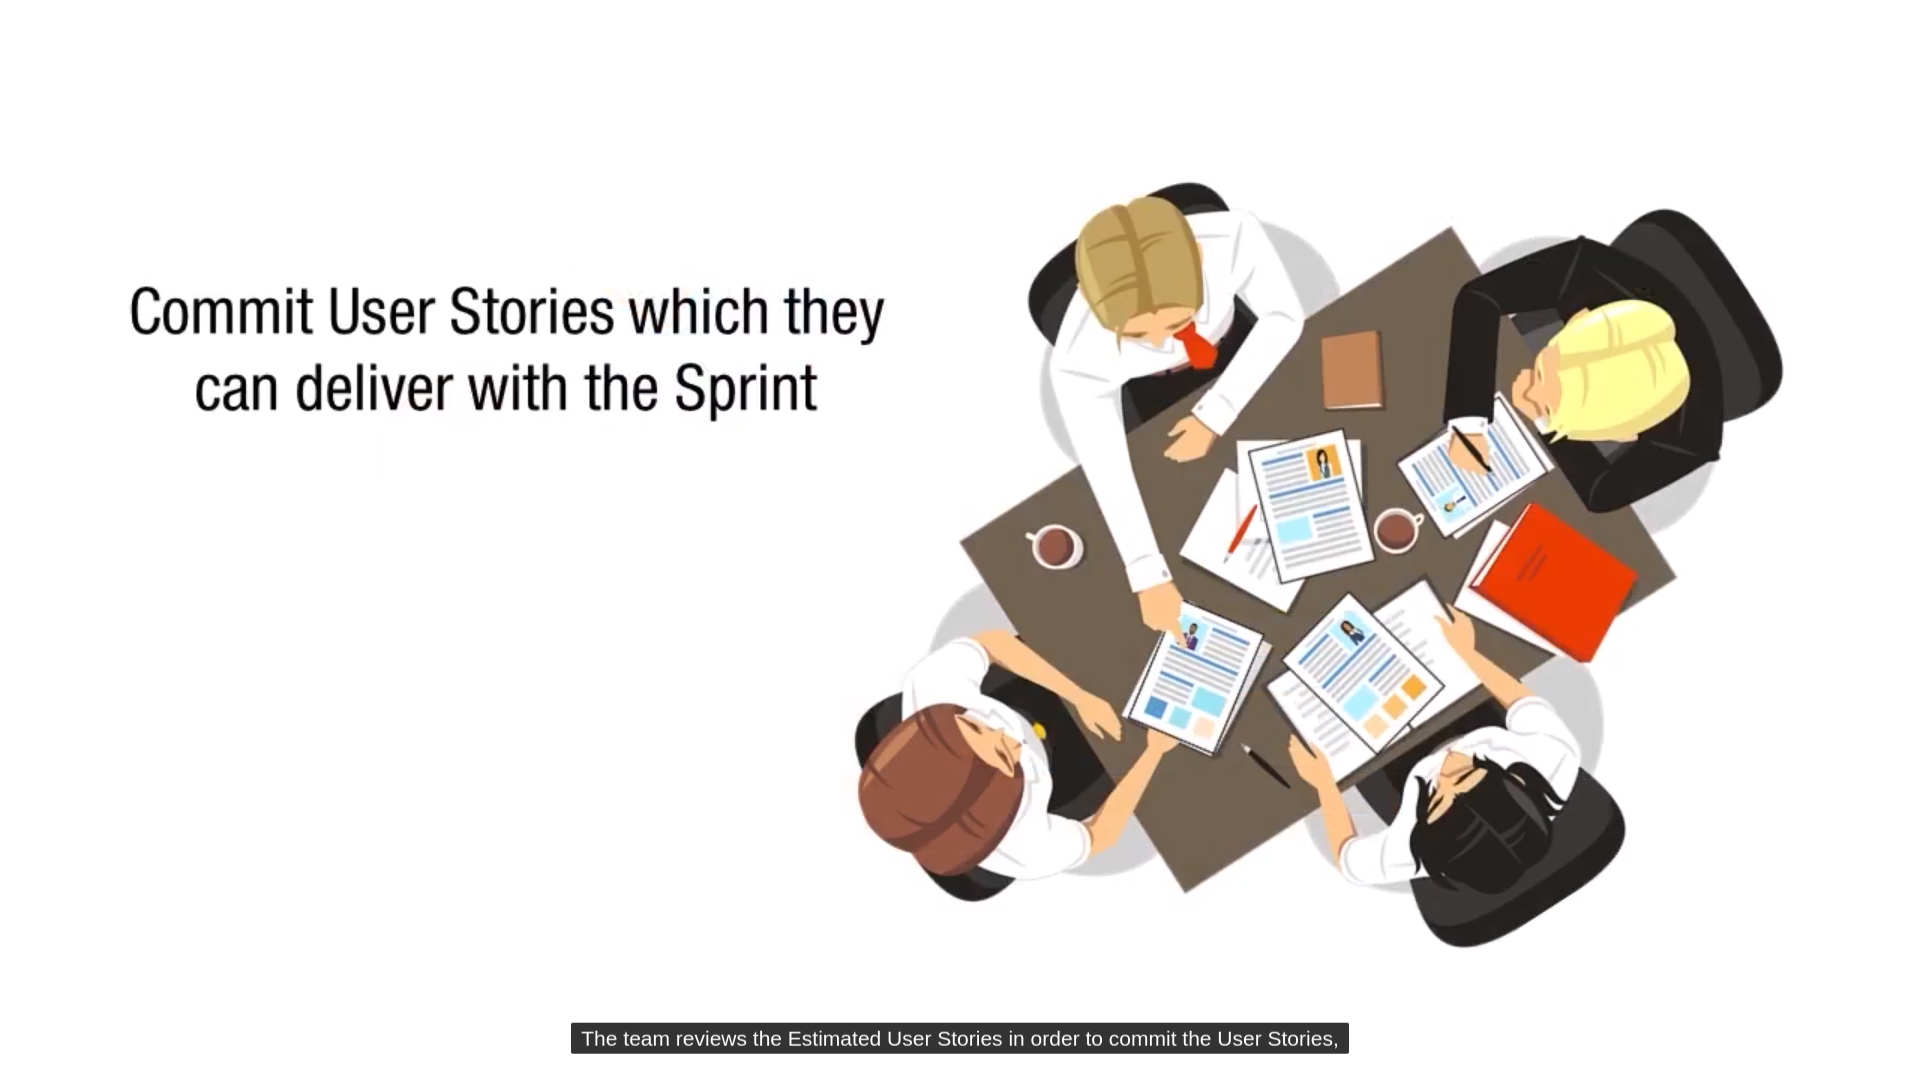 Commit User Stories which they
can deliver with the Sprint
The team reviews the Estimated User Stories in order to commit the User Stories,